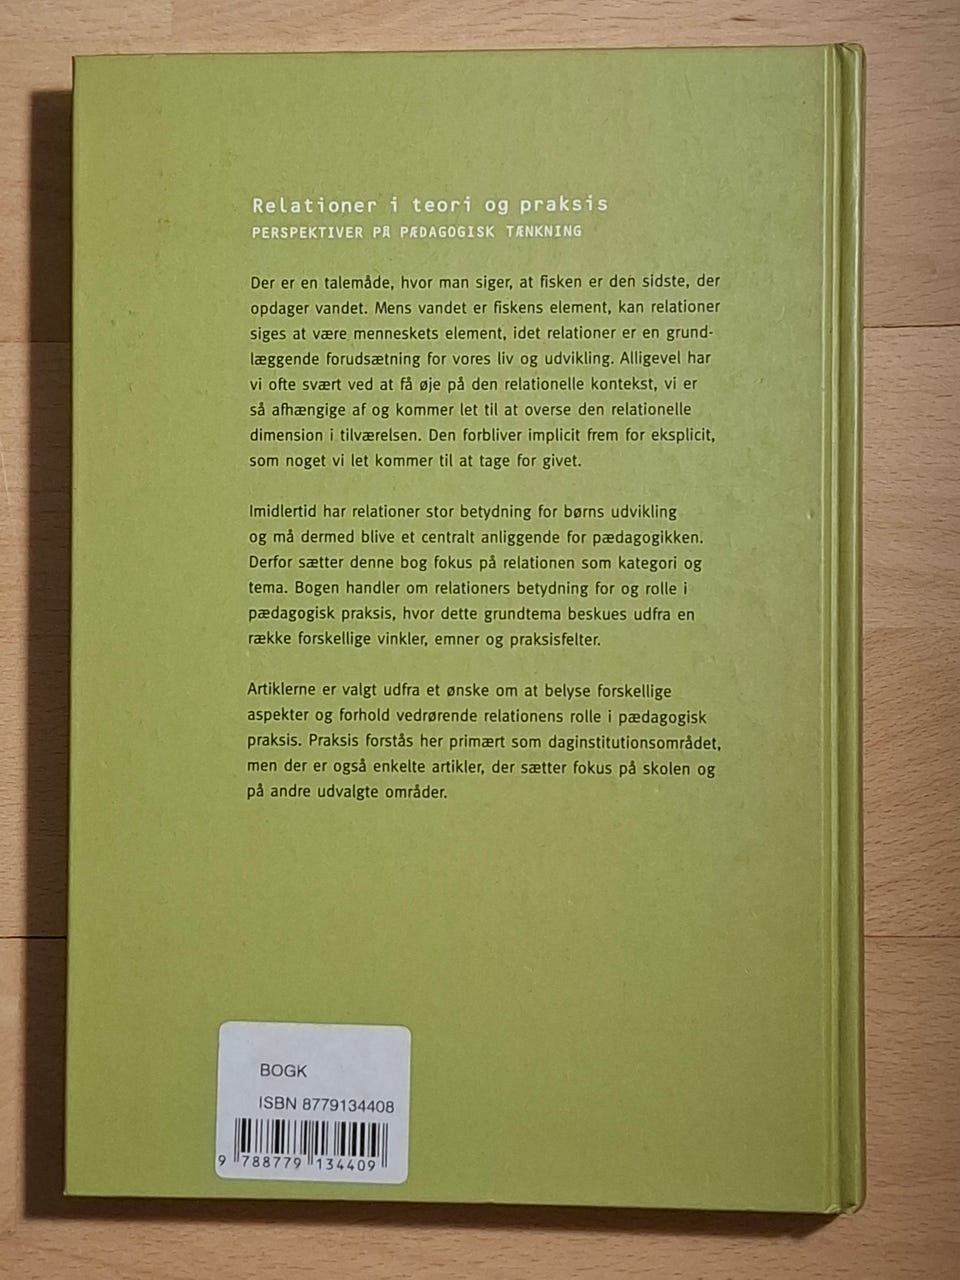 Relationer i teori og praksis
PERSPEKTIVER PÅ PÆDAGOGISK TÆNKNING
Der er en talemåde, hvor man siger, at fisken er den sidste, der
opdager vandet. Mens vandet er fiskens element, kan relationer
siges at være menneskets element, idet relationer er en grund-
læggende forudsætning for vores liv og udvikling. Alligevel har
vi ofte svært ved at få øje på den relationelle kontekst, vi er
så afhængige af og kommer let til at overse den relationelle
dimension i tilværelsen. Den forbliver implicit frem for eksplicit,
som noget vi let kommer til at tage for givet.
Imidlertid har relationer stor betydning for børns udvikling
og må dermed blive et centralt anliggende for pædagogikken.
Derfor sætter denne bog fokus på relationen som kategori og
tema. Bogen handler om relationers betydning for og rolle i
pædagogisk praksis, hvor dette grundtema beskues udfra en
række forskellige vinkler, emner og praksisfelter.
Artiklerne er valgt udfra et ønske om at belyse forskellige
aspekter og forhold vedrørende relationens rolle i pædagogisk
praksis. Praksis forstås her primært som daginstitutionsområdet,
men der er også enkelte artikler, der sætter fokus på skolen og
på andre udvalgte områder.
BOGK
ISBN 8779134408
9 788779 134409